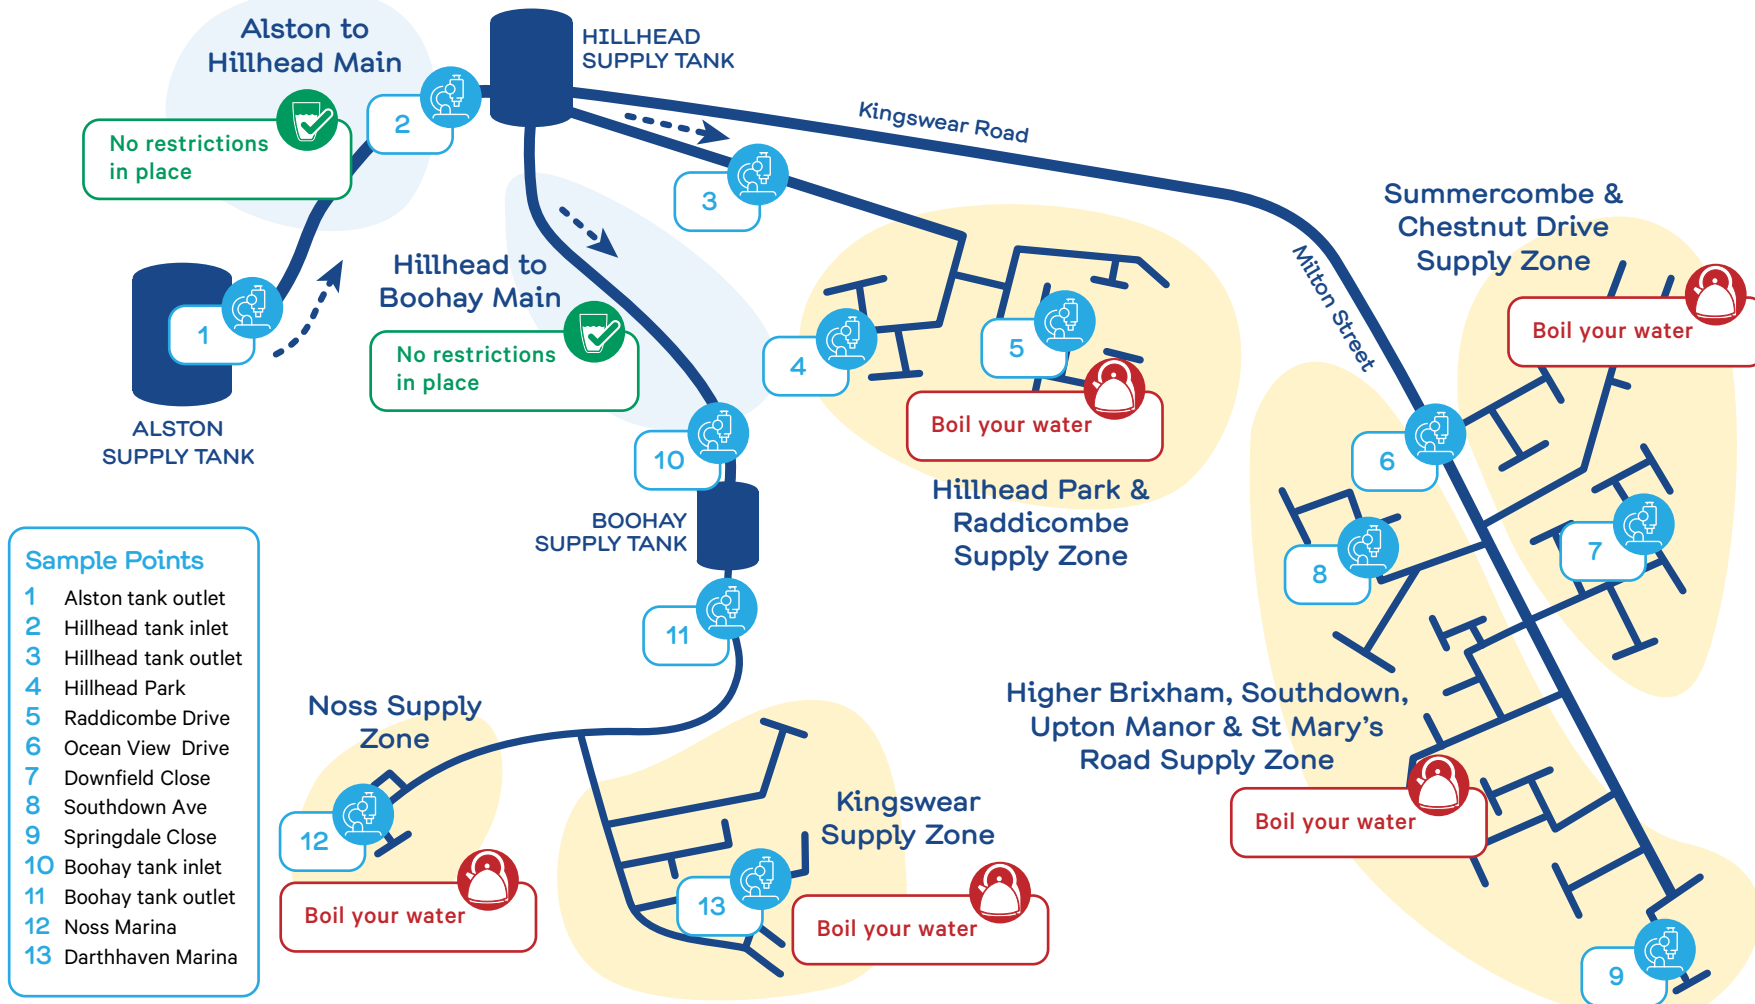 Alston to
Hillhead Main
No restrictions
in place
2
HILLHEAD
SUPPLY TANK
Kingswear Road
Milton Street
3
1
ALSTON
SUPPLY TANK
Hillhead to
Boohay Main
No restrictions
in place
10
BOOHAY
SUPPLY TANK
11
4
5
Boil your water
Hillhead Park &
Raddicombe
Supply Zone
Summercombe &
Chestnut Drive
Supply Zone
Boil your water
6
7
8
Higher Brixham, Southdown,
Upton Manor & St Mary's
Road Supply Zone
Boil your water
9
Noss Supply
Zone
12
Boil your water
Kingswear
Supply Zone
13
Boil your water
Sample Points
1 Alston tank outlet
2 Hillhead tank inlet
3 Hillhead tank outlet
4 Hillhead Park
5 Raddicombe Drive
6 Ocean View Drive
7 Downfield Close
8 Southdown Ave
9 Springdale Close
10 Boohay tank inlet
11 Boohay tank outlet
12 Noss Marina
13 Darthhaven Marina